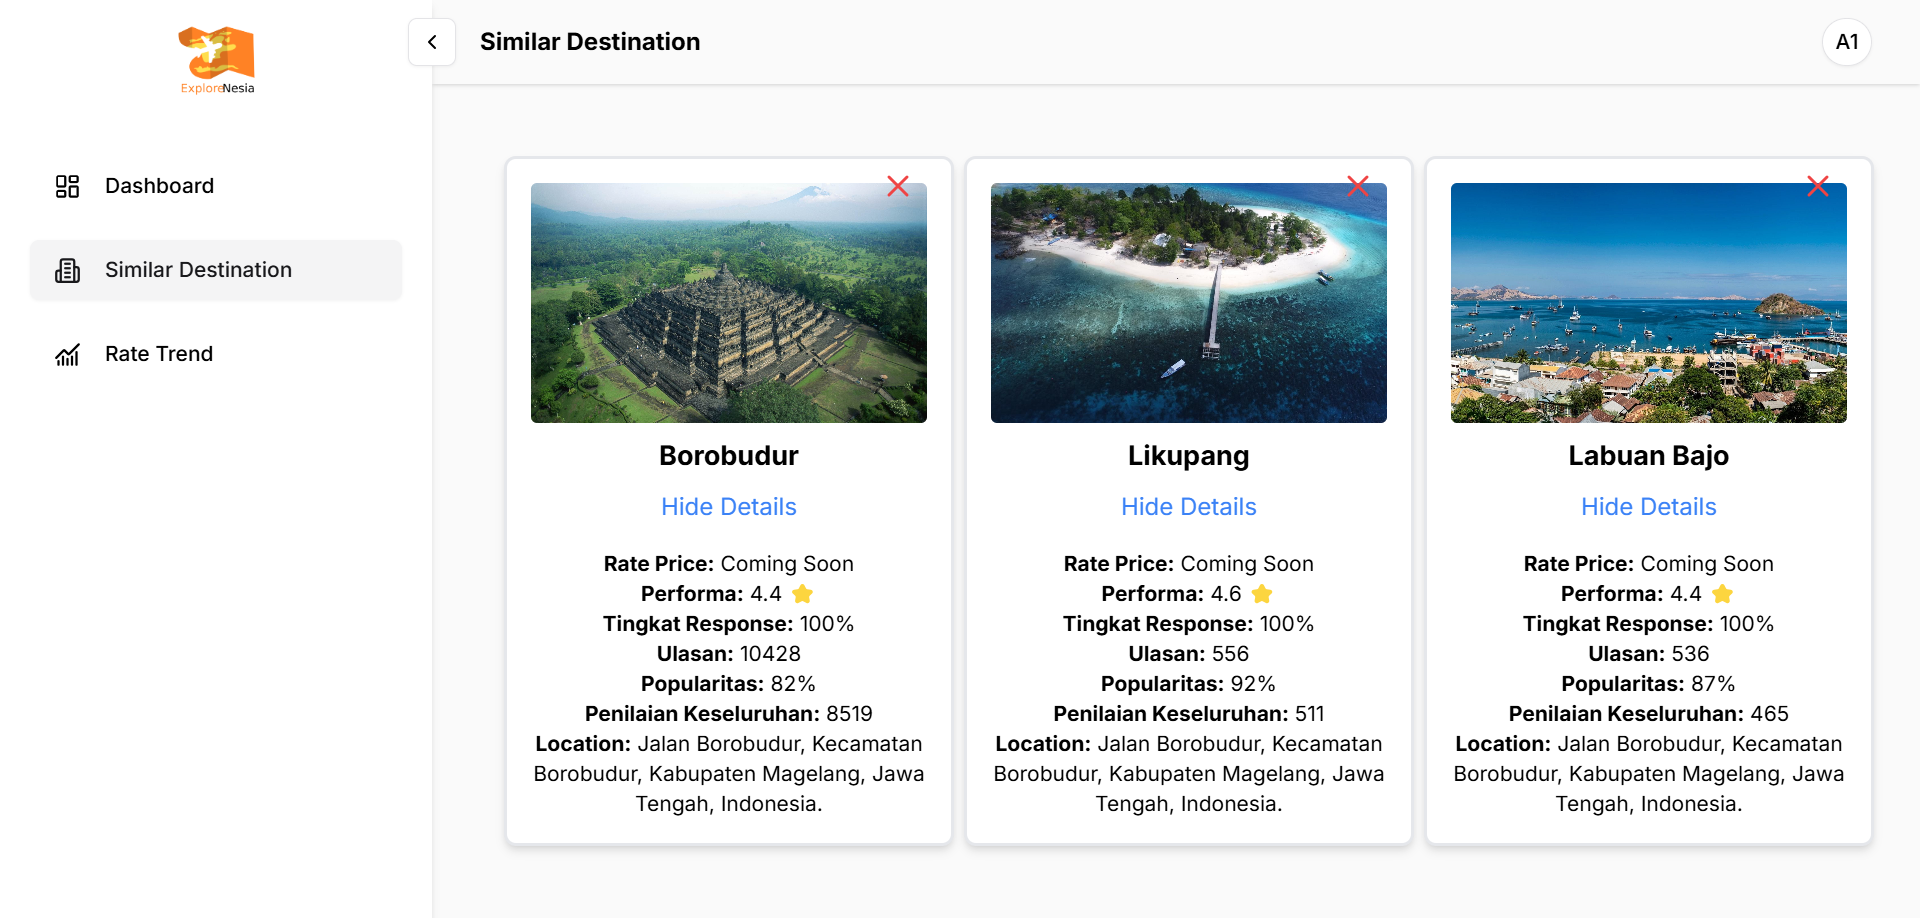 ExploreNesia
Similar Destination
A1
Dashboard
Similar Destination
Rate Trend
Borobudur
Hide Details
Rate Price: Coming Soon
Performa: 4.4
Tingkat Response: 100%
Ulasan: 10428
Popularitas: 82%
Penilaian Keseluruhan: 8519
Location: Jalan Borobudur, Kecamatan
Borobudur, Kabupaten Magelang, Jawa
Tengah, Indonesia.
Likupang
Hide Details
Rate Price: Coming Soon
Performa: 4.6
Tingkat Response: 100%
Ulasan: 556
Popularitas: 92%
Penilaian Keseluruhan: 511
Location: Jalan Borobudur, Kecamatan
Borobudur, Kabupaten Magelang, Jawa
Tengah, Indonesia.
Labuan Bajo
Hide Details
Rate Price: Coming Soon
Performa: 4.4
Tingkat Response: 100%
Ulasan: 536
Popularitas: 87%
Penilaian Keseluruhan: 465
Location: Jalan Borobudur, Kecamatan
Borobudur, Kabupaten Magelang, Jawa
Tengah, Indonesia.